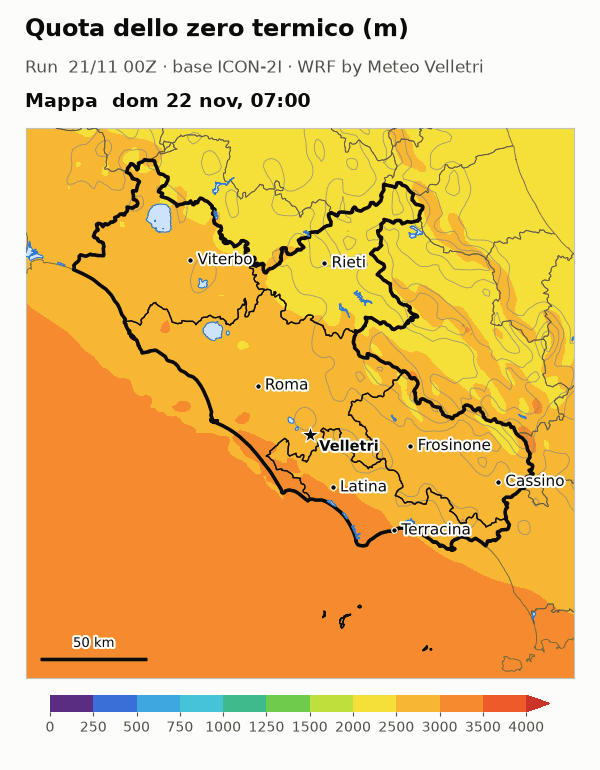 Quota dello zero termico (m)
Run  21/11 00Z · base ICON-2I · WRF by Meteo Velletri
Mappa  dom 22 nov, 07:00
Viterbo
Rieti
Roma
Velletri
Frosinone
Latina
Cassino
Terracina
50 km
0 250 500 750 1000 1250 1500 2000 2500 3000 3500 4000